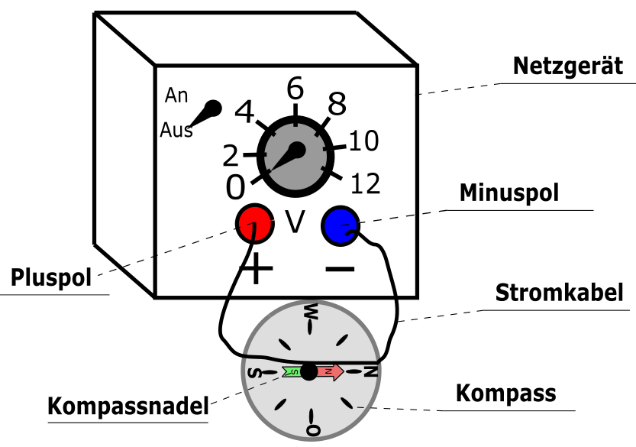 Netzgerät
An
Aus
0
2
4
6
8
10
12
V
+
−
Minuspol
Pluspol
Stromkabel
W
S
N
O
S
N
Kompassnadel
Kompass